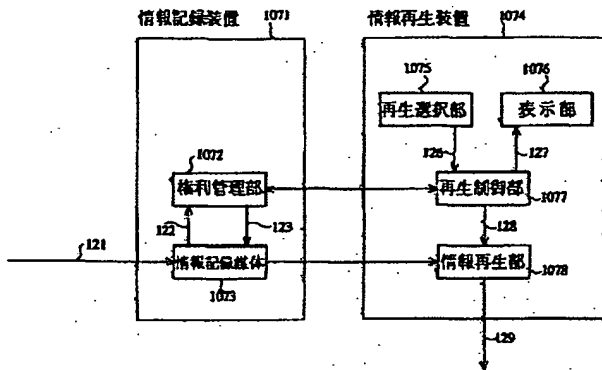 情報記録装置 1071
情報再生装置 1074
1075
1076
再生選択部
表示部
126
127
1072
権利管理部
再生制御部
1077
122
123
128
121
情報記録媒体
情報再生部
1073
1078
129